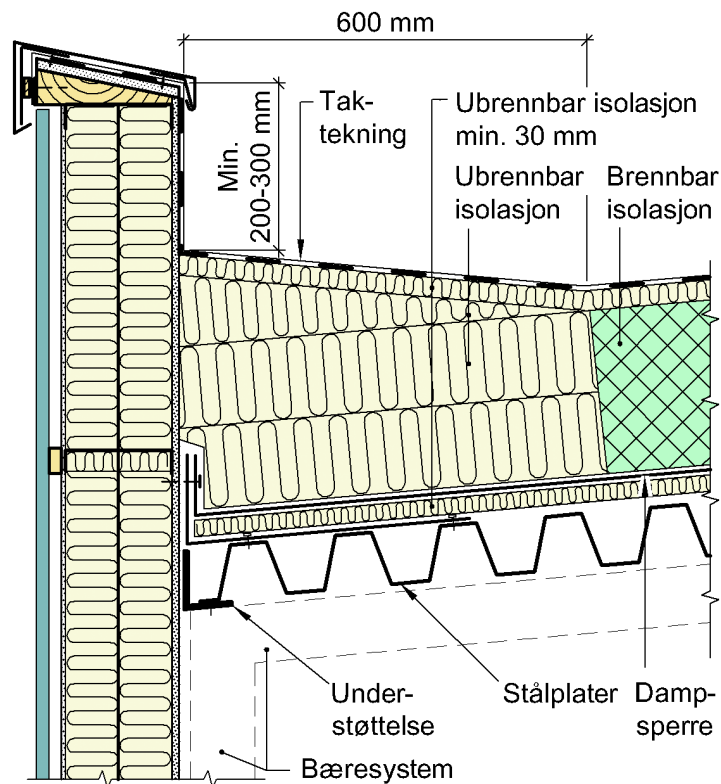 600 mm
Min.
200-300 mm
Tak-
tekning
Ubrennbar isolasjon
min. 30 mm
Ubrennbar
isolasjon
Brennbar
isolasjon
Under-
støttelse
Stålplater
Damp-
sperre
Bæresystem